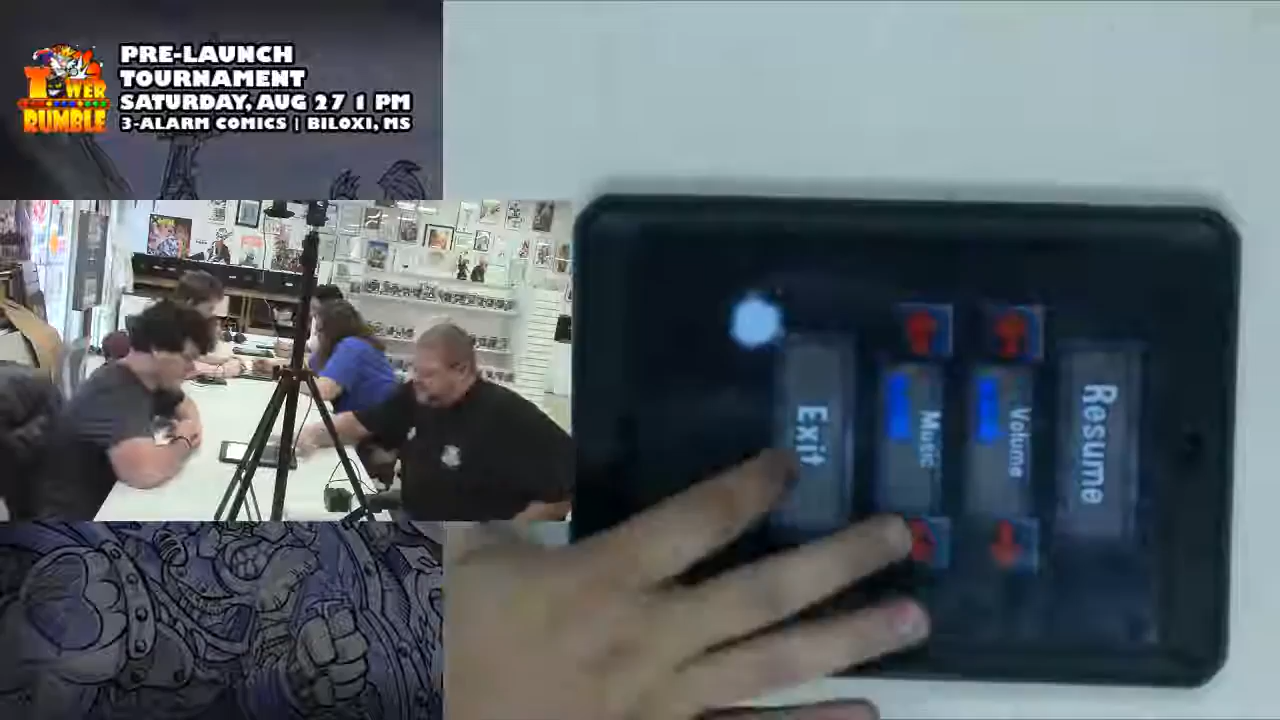 TOWER
RUMBLE
PRE-LAUNCH
TOURNAMENT
SATURDAY, AUG 27 1 PM
3-ALARM COMICS | BILOXI, MS
Resume
Volume
Music
Exit